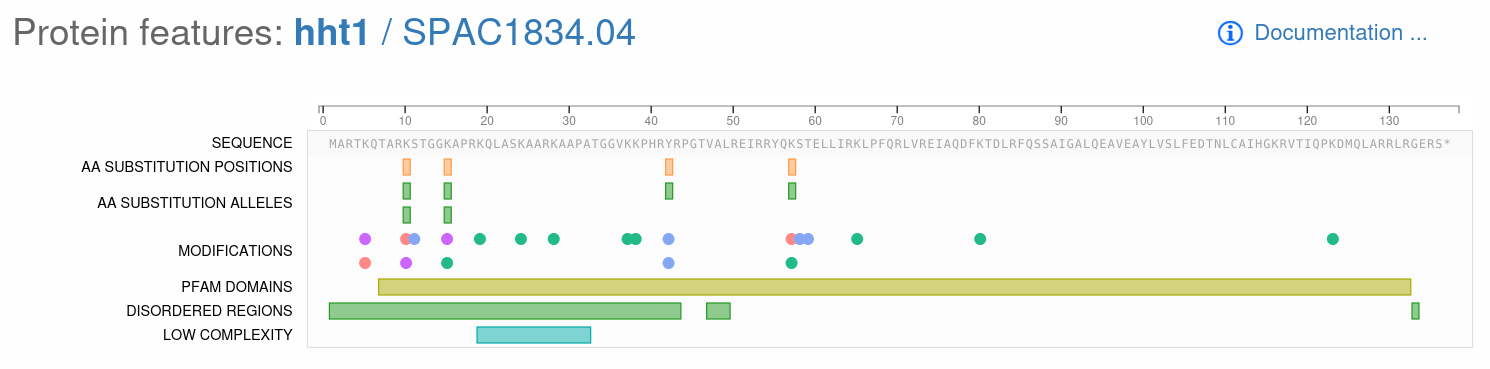 Protein features: hht1 / SPAC1834.04
Documentation ...
0 10 20 30 40 50 60 70 80 90 100 110 120 130
SEQUENCE MARTKQTARKSTGGKAPRKQLASKAARKAAPATGGVKKPHRYRPGTVALREIRRYQKSTELLIRKLPFQRLVREIAQDFKTDLRFQSSAIGALQEAVEAYLVSLFEDTNLCAIHGKRVTIQPKDMQLARRLRGERS*
AA SUBSTITUTION POSITIONS
AA SUBSTITUTION ALLELES
MODIFICATIONS
PFAM DOMAINS
DISORDERED REGIONS
LOW COMPLEXITY